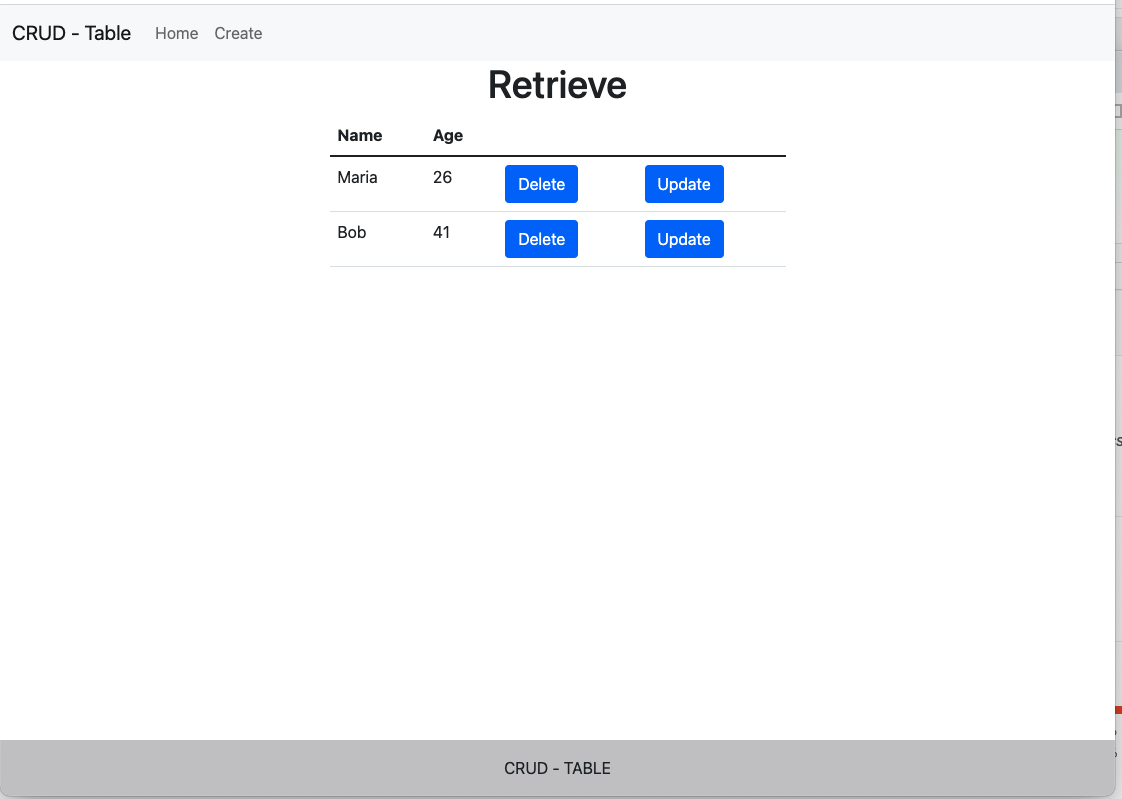 CRUD - Table Home Create
Retrieve
Name Age
Maria 26 Delete Update
Bob 41 Delete Update
CRUD - TABLE